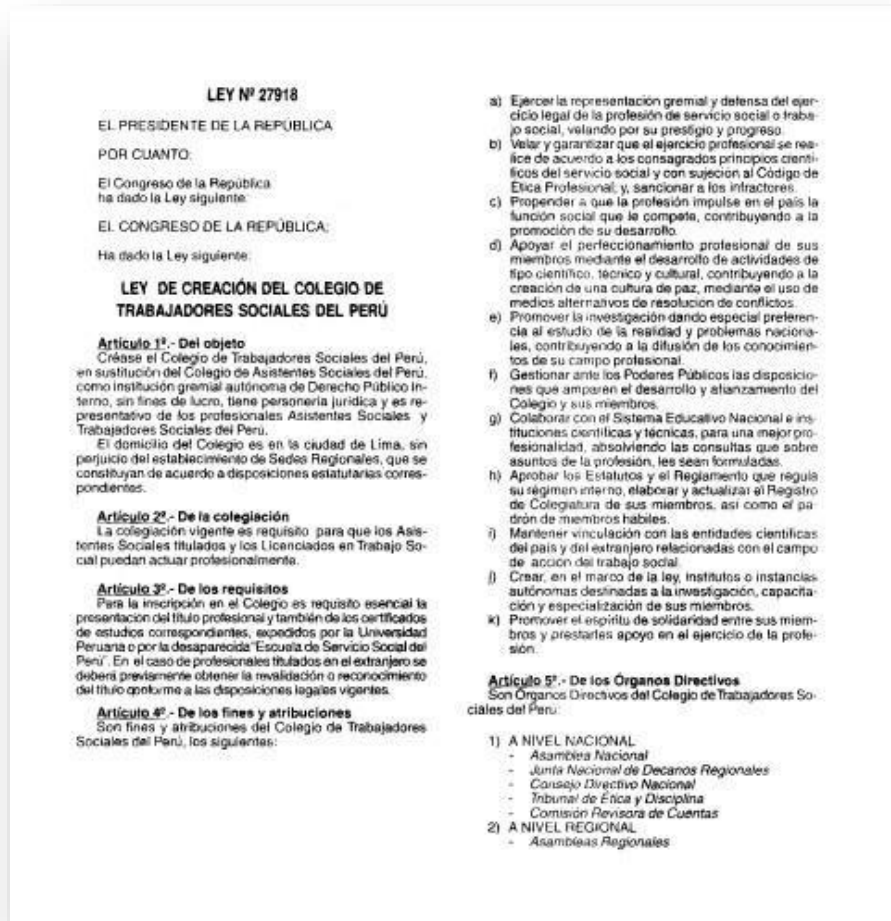 LEY Nº 27918
EL PRESIDENTE DE LA REPÚBLICA
POR CUANTO:
El Congreso de la República
ha dado la Ley siguiente:
EL CONGRESO DE LA REPÚBLICA;
Ha dado la Ley siguiente:
LEY DE CREACIÓN DEL COLEGIO DE
TRABAJADORES SOCIALES DEL PERÚ
Artículo 1º.- Del objeto
Créase el Colegio de Trabajadores Sociales del Perú,
en sustitución del Colegio de Asistentes Sociales del Perú,
como institución gremial autónoma de Derecho Público In-
terno, sin fines de lucro, tiene personería jurídica y es re-
presentativo de los profesionales Asistentes Sociales y
Trabajadores Sociales del Perú.
El domicilio del Colegio es en la ciudad de Lima, sin
perjuicio del establecimiento de Sedes Regionales, que se
constituyan de acuerdo a disposiciones estatutarias corres-
pondientes.
Artículo 2º.- De la colegiación
La colegiación vigente es requisito para que los Asis-
tentes Sociales titulados y los Licenciados en Trabajo So-
cial puedan actuar profesionalmente.
Artículo 3º.- De los requisitos
Para la inscripción en el Colegio es requisito esencial la
presentación del título profesional y también de los certificados
de estudios correspondientes, expedidos por la Universidad
Peruana o por la desaparecida "Escuela de Servicio Social del
Perú". En el caso de profesionales titulados en el extranjero se
deberá previamente obtener la revalidación o reconocimiento
del título conforme a las disposiciones legales vigentes.
Artículo 4º.- De los fines y atribuciones
Son fines y atribuciones del Colegio de Trabajadores
Sociales del Perú, los siguientes:
a) Ejercer la representación gremial y defensa del ejer-
cicio legal de la profesión de servicio social o traba-
jo social, velando por su prestigio y progreso.
b) Velar y garantizar que el ejercicio profesional se rea-
lice de acuerdo a los consagrados principios cientí-
ficos del servicio social y con sujeción al Código de
Ética Profesional; y, sancionar a los infractores.
c) Propender a que la profesión impulse en el país la
función social que le compete, contribuyendo a la
promoción de su desarrollo.
d) Apoyar el perfeccionamiento profesional de sus
miembros mediante el desarrollo de actividades de
tipo científico, técnico y cultural, contribuyendo a la
creación de una cultura de paz, mediante el uso de
medios alternativos de resolución de conflictos.
e) Promover la investigación dando especial preferen-
cia al estudio de la realidad y problemas naciona-
les, contribuyendo a la difusión de los conocimien-
tos de su campo profesional.
f) Gestionar ante los Poderes Públicos las disposicio-
nes que amparen el desarrollo y afianzamiento del
Colegio y sus miembros.
g) Colaborar con el Sistema Educativo Nacional e ins-
tituciones científicas y técnicas, para una mejor pro-
fesionalidad, absolviendo las consultas que sobre
asuntos de la profesión, les sean formuladas.
h) Aprobar los Estatutos y el Reglamento que regula
su régimen interno, elaborar y actualizar el Registro
de Colegiatura de sus miembros, así como el pa-
drón de miembros hábiles.
i) Mantener vinculación con las entidades científicas
del país y del extranjero relacionadas con el campo
de acción del trabajo social.
j) Crear, en el marco de la ley, institutos o instancias
autónomas destinadas a la investigación, capacita-
ción y especialización de sus miembros.
k) Promover el espíritu de solidaridad entre sus miem-
bros y prestarles apoyo en el ejercicio de la profe-
sión.
Artículo 5º.- De los Órganos Directivos
Son Órganos Directivos del Colegio de Trabajadores So-
ciales del Perú:
1) A NIVEL NACIONAL
- Asamblea Nacional
- Junta Nacional de Decanos Regionales
- Consejo Directivo Nacional
- Tribunal de Ética y Disciplina
- Comisión Revisora de Cuentas
2) A NIVEL REGIONAL
- Asambleas Regionales